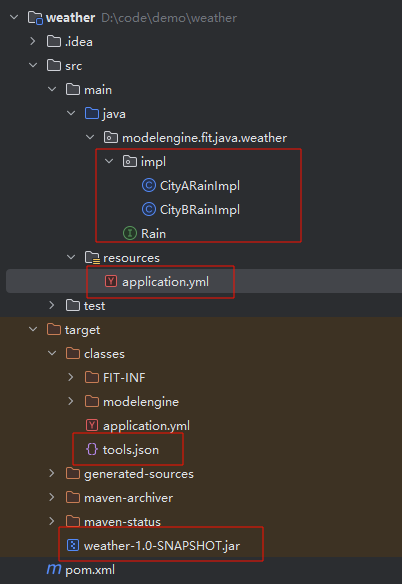 weather D:\code\demo\weather
.idea
src
main
java
modelengine.fit.java.weather
impl
CityARainImpl
CityBRainImpl
Rain
resources
application.yml
test
target
classes
FIT-INF
modelengine
application.yml
tools.json
generated-sources
maven-archiver
maven-status
weather-1.0-SNAPSHOT.jar
pom.xml